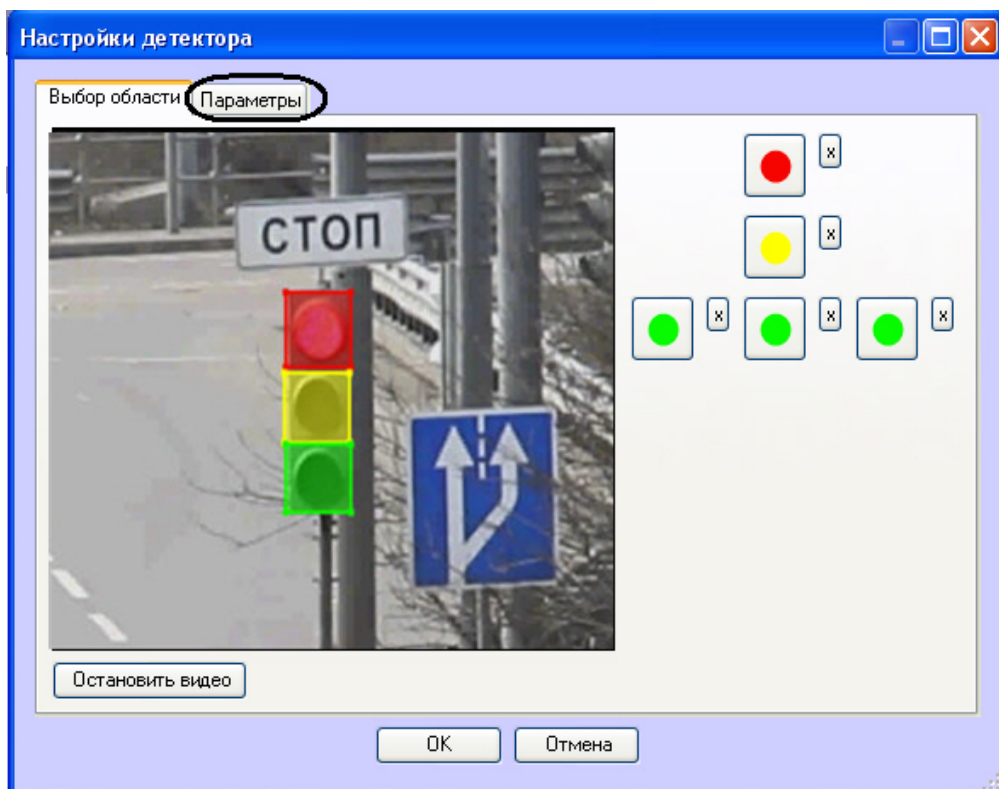 Настройки детектора
Выбор области
Параметры
СТОП
x
x
x
x
x
Остановить видео
OK
Отмена